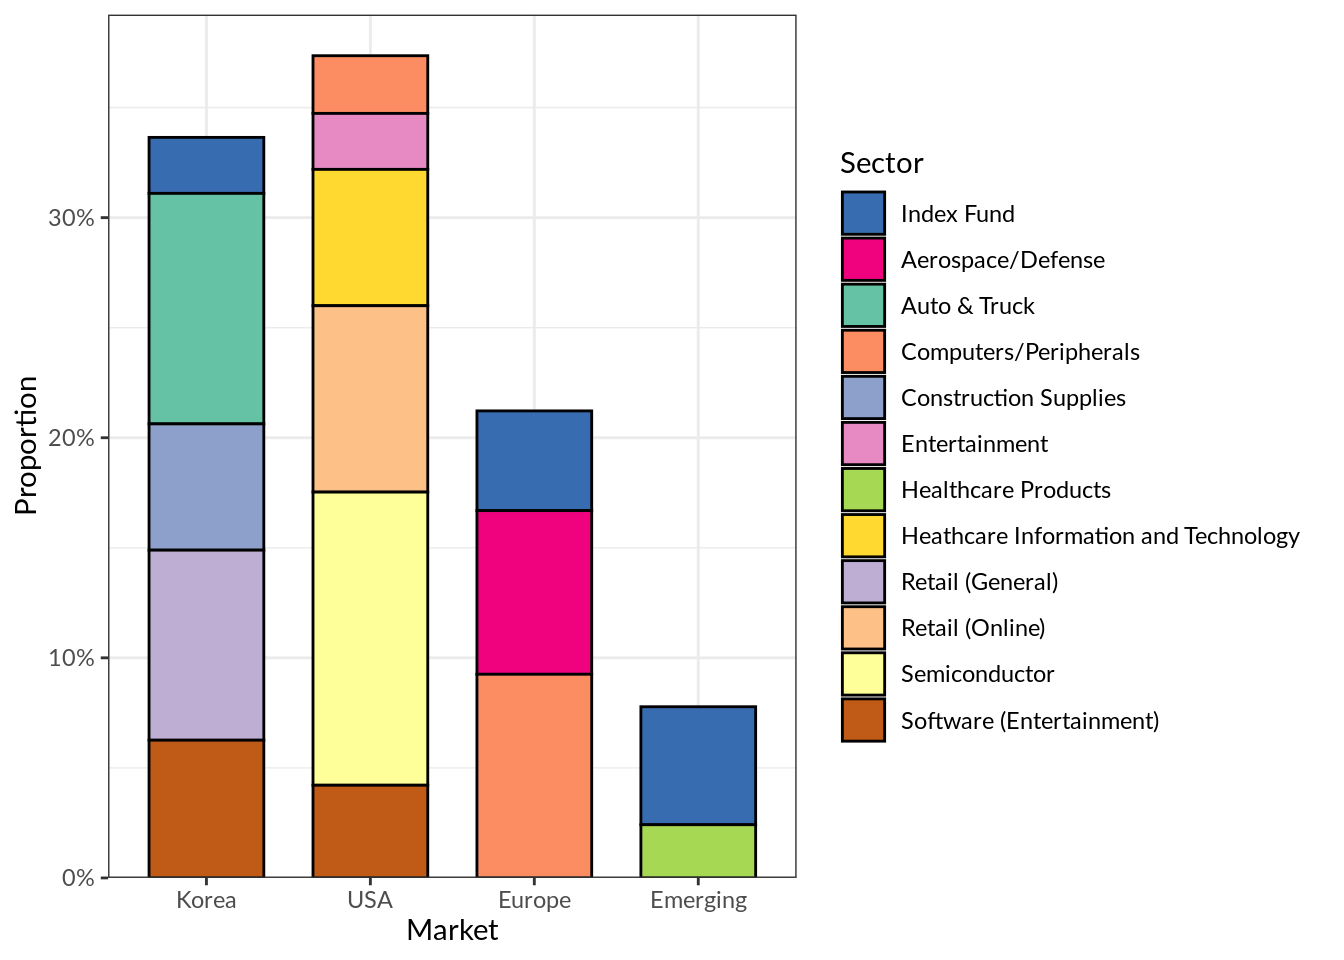 30%
20%
10%
0%
Proportion
Korea
USA
Europe
Emerging
Market
Sector
Index Fund
Aerospace/Defense
Auto & Truck
Computers/Peripherals
Construction Supplies
Entertainment
Healthcare Products
Heathcare Information and Technology
Retail (General)
Retail (Online)
Semiconductor
Software (Entertainment)